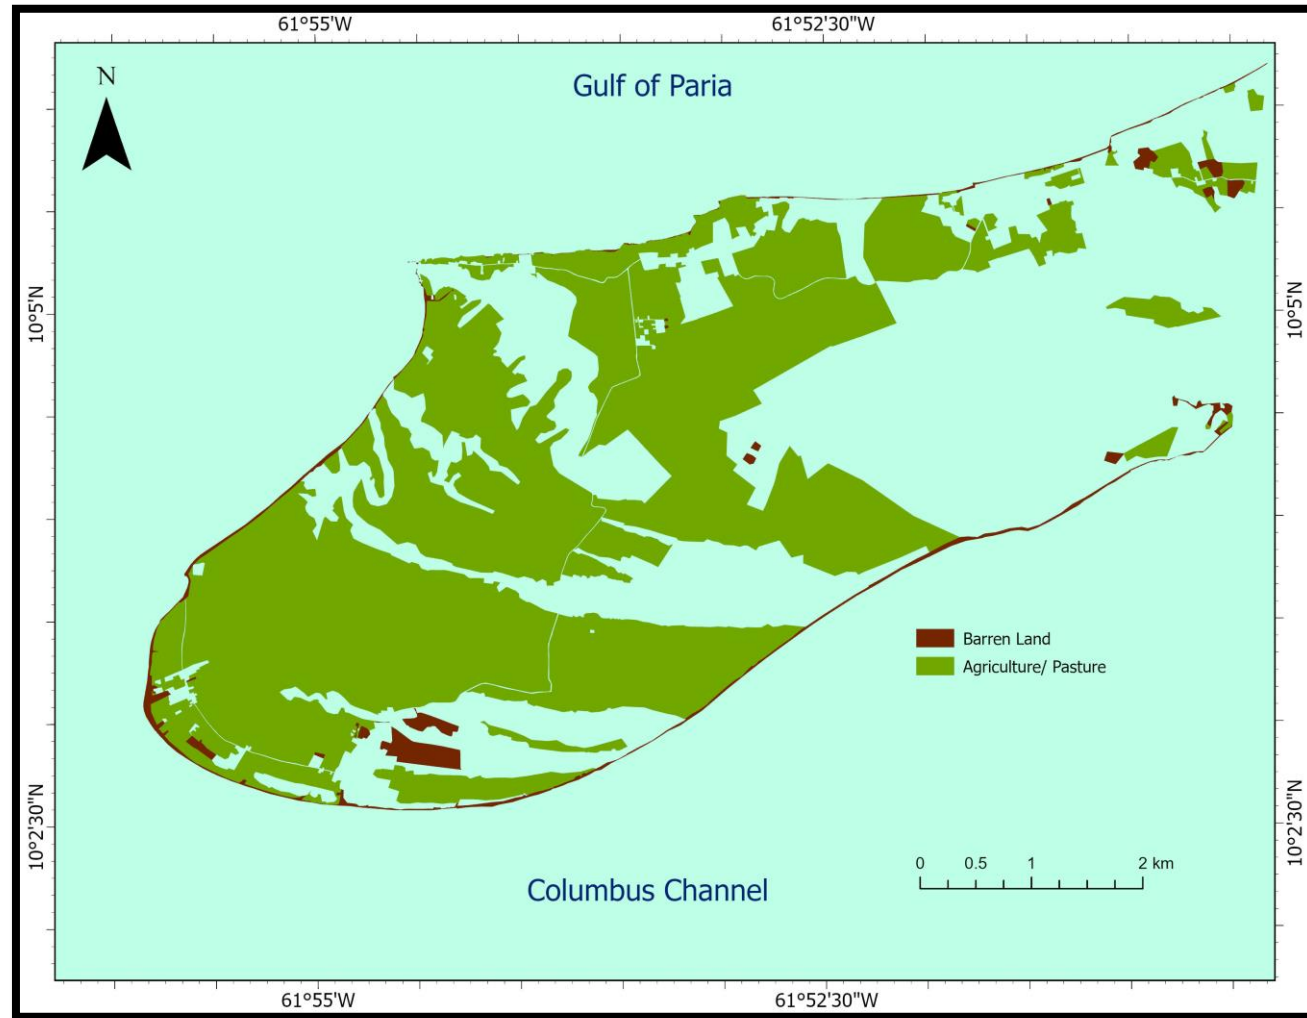 61°55'W
61°52'30"W
N
Gulf of Paria
10°5'N
10°5'N
Barren Land
Agriculture/ Pasture
10°2'30"N
10°2'30"N
0 0.5 1 2 km
Columbus Channel
61°55'W
61°52'30"W